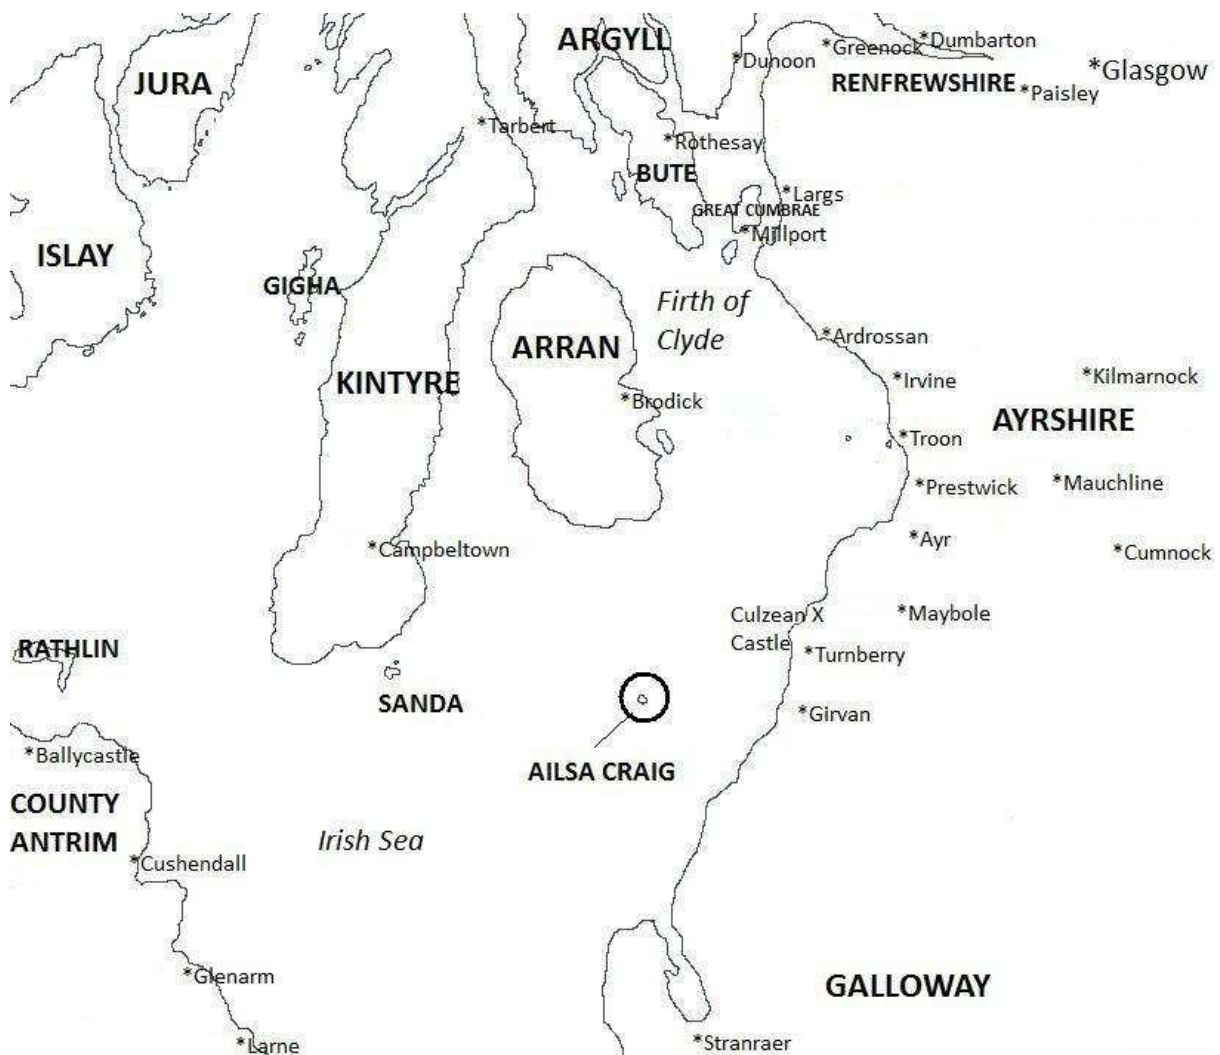 ARGYLL
*Dumbarton
*Greenock
*Dunoon
*Glasgow
JURA
RENFREWSHIRE
*Paisley
*Tarbert
*Rothesay
BUTE
*Largs
GREAT CUMBRAE
*Millport
ISLAY
GIGHA
Firth of
Clyde
*Ardrossan
ARRAN
KINTYRE
*Irvine
*Kilmarnock
*Brodick
AYRSHIRE
*Troon
*Prestwick
*Mauchline
*Ayr
*Campbeltown
*Cumnock
Culzean X
Castle
*Maybole
RATHLIN
*Turnberry
SANDA
*Girvan
*Ballycastle
AILSA CRAIG
COUNTY
ANTRIM
Irish Sea
*Cushendall
*Glenarm
GALLOWAY
*Larne
*Stranraer